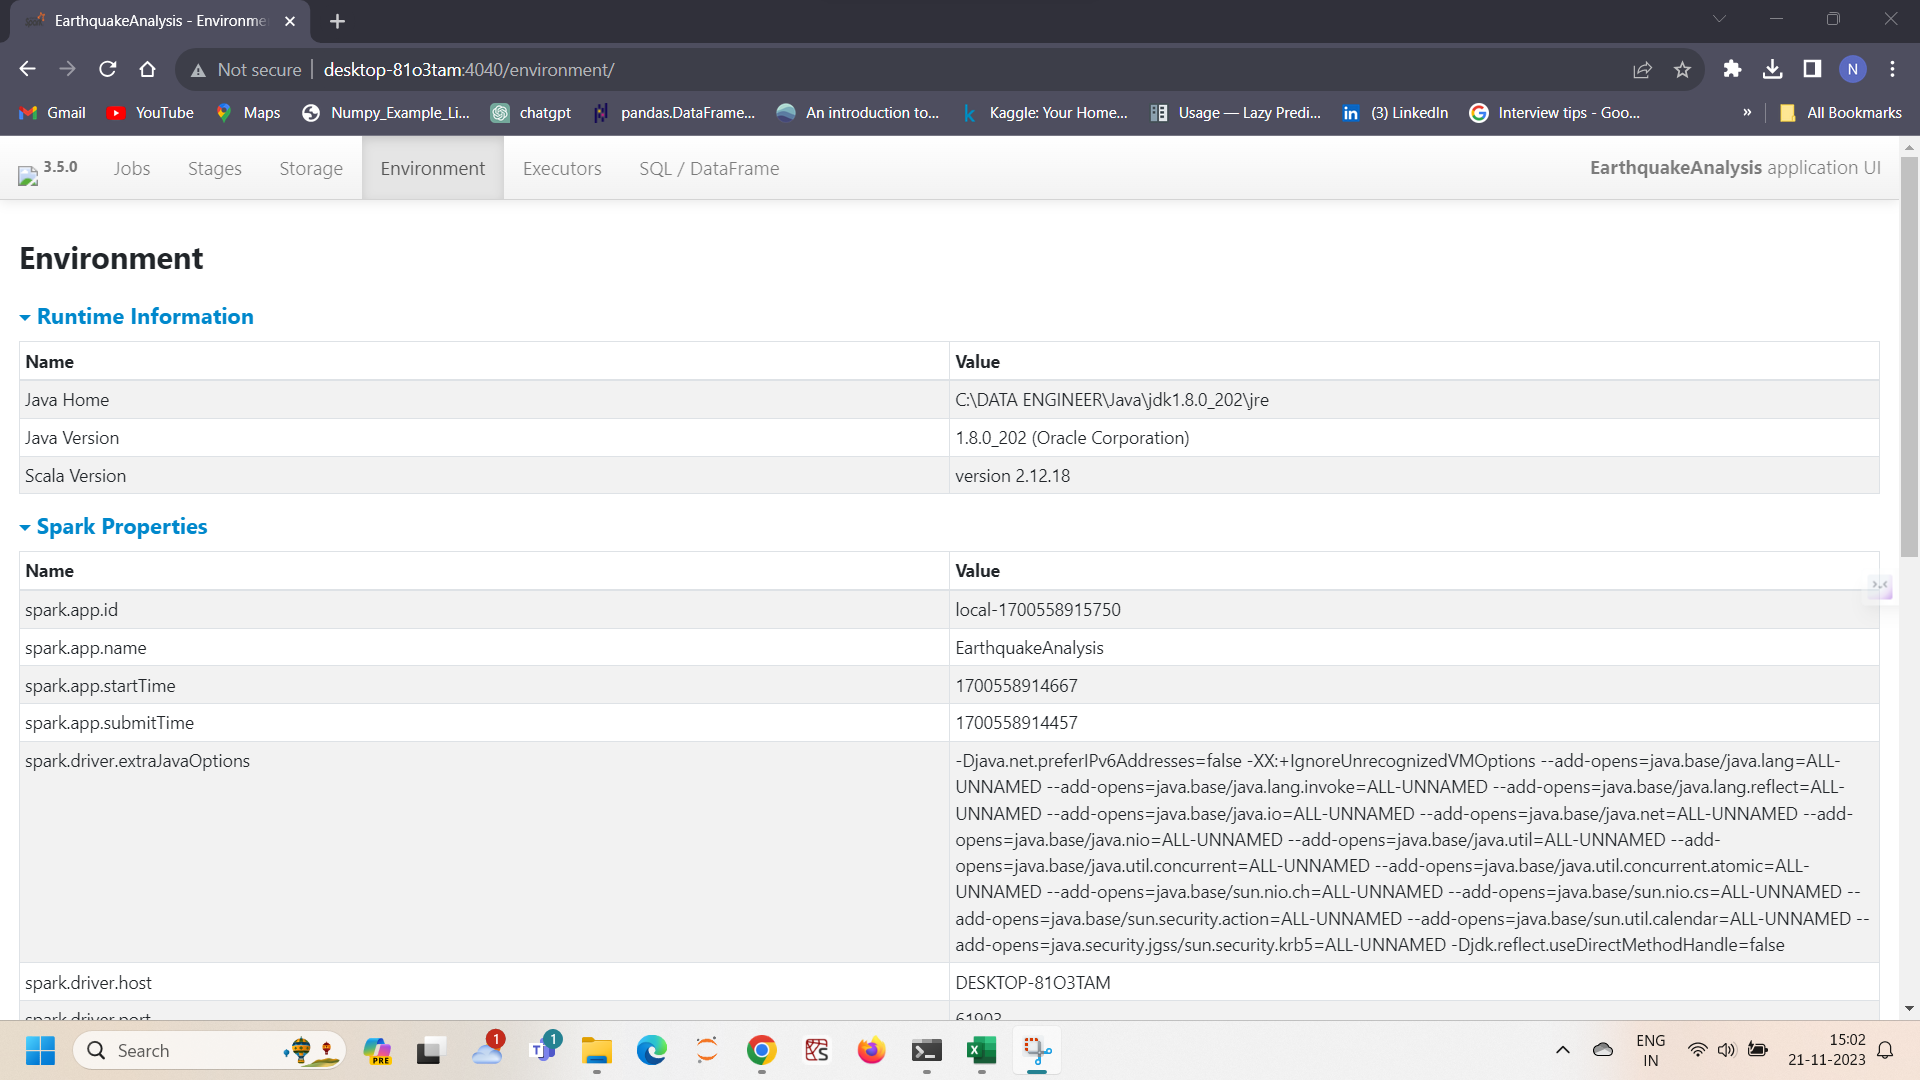 EarthquakeAnalysis - Environme
Not secure desktop-81o3tam:4040/environment/
N
Gmail YouTube Maps Numpy_Example_Li... chatgpt pandas.DataFrame... An introduction to... Kaggle: Your Home... Usage — Lazy Predi... (3) LinkedIn Interview tips - Goo... » All Bookmarks
3.5.0 Jobs Stages Storage Environment Executors SQL / DataFrame EarthquakeAnalysis application UI
Environment
Runtime Information
Name Value
Java Home C:\DATA ENGINEER\Java\jdk1.8.0_202\jre
Java Version 1.8.0_202 (Oracle Corporation)
Scala Version version 2.12.18
Spark Properties
Name Value
spark.app.id local-1700558915750
spark.app.name EarthquakeAnalysis
spark.app.startTime 1700558914667
spark.app.submitTime 1700558914457
spark.driver.extraJavaOptions -Djava.net.preferIPv6Addresses=false -XX:+IgnoreUnrecognizedVMOptions --add-opens=java.base/java.lang=ALL-
UNNAMED --add-opens=java.base/java.lang.invoke=ALL-UNNAMED --add-opens=java.base/java.lang.reflect=ALL-
UNNAMED --add-opens=java.base/java.io=ALL-UNNAMED --add-opens=java.base/java.net=ALL-UNNAMED --add-
opens=java.base/java.nio=ALL-UNNAMED --add-opens=java.base/java.util=ALL-UNNAMED --add-
opens=java.base/java.util.concurrent=ALL-UNNAMED --add-opens=java.base/java.util.concurrent.atomic=ALL-
UNNAMED --add-opens=java.base/sun.nio.ch=ALL-UNNAMED --add-opens=java.base/sun.nio.cs=ALL-UNNAMED --
add-opens=java.base/sun.security.action=ALL-UNNAMED --add-opens=java.base/sun.util.calendar=ALL-UNNAMED --
add-opens=java.security.jgss/sun.security.krb5=ALL-UNNAMED -Djdk.reflect.useDirectMethodHandle=false
spark.driver.host DESKTOP-81O3TAM
spark.driver.port 61903
Search PRE 1 1 ENG 15:02
IN 21-11-2023